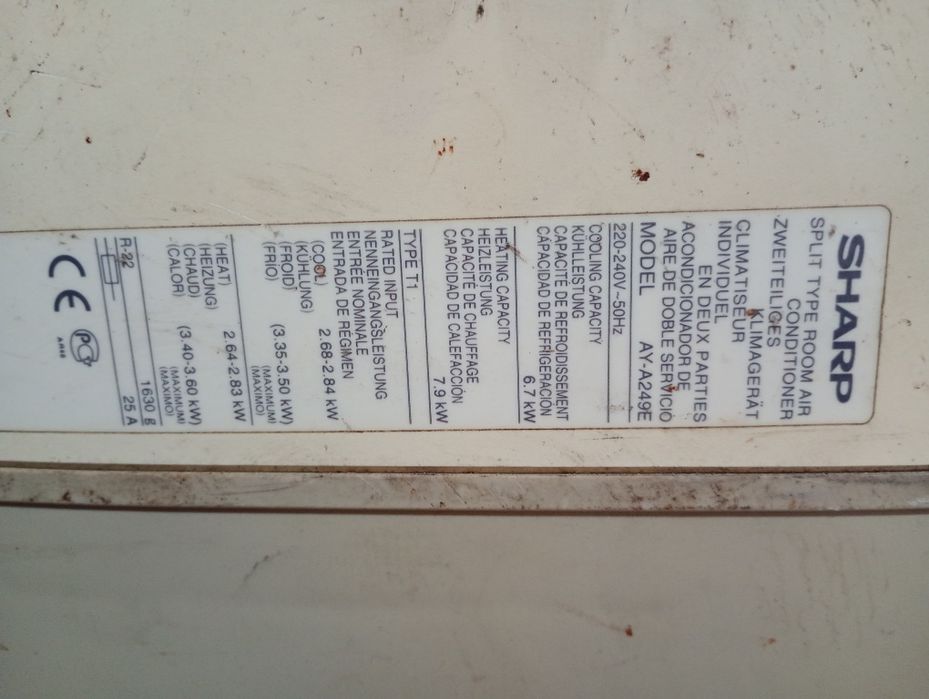 SHARP
SPLIT TYPE ROOM AIR
CONDITIONER
ZWEITEILIGES
KLIMAGERÄT
CLIMATISEUR
INDIVIDUEL
EN DEUX PARTIES
ACONDICIONADOR DE
AIRE DE DOBLE SERVICIO
MODEL AY-A249E
220-240V~50Hz
COOLING CAPACITY
KÜHLLEISTUNG
CAPACITÉ DE REFROIDISSEMENT
CAPACIDAD DE REFRIGERACIÓN
6.7 kW
HEATING CAPACITY
HEIZLEISTUNG
CAPACITÉ DE CHAUFFAGE
CAPACIDAD DE CALEFACCIÓN
7.9 kW
TYPE T1
RATED INPUT
NENNEINGANGSLEISTUNG
ENTRÉE NOMINALE
ENTRADA DE RÉGIMEN
(COOL) 2.68-2.84 kW
(KÜHLUNG)
(FROID) (3.35-3.50 kW)
(FRIO) (MAXIMUM)
(MAXIMO)
(HEAT) 2.64-2.83 kW
(HEIZUNG)
(CHAUD) (3.40-3.60 kW)
(CALOR) (MAXIMUM)
(MAXIMO)
R-22 1630 g
25 A
CE PC